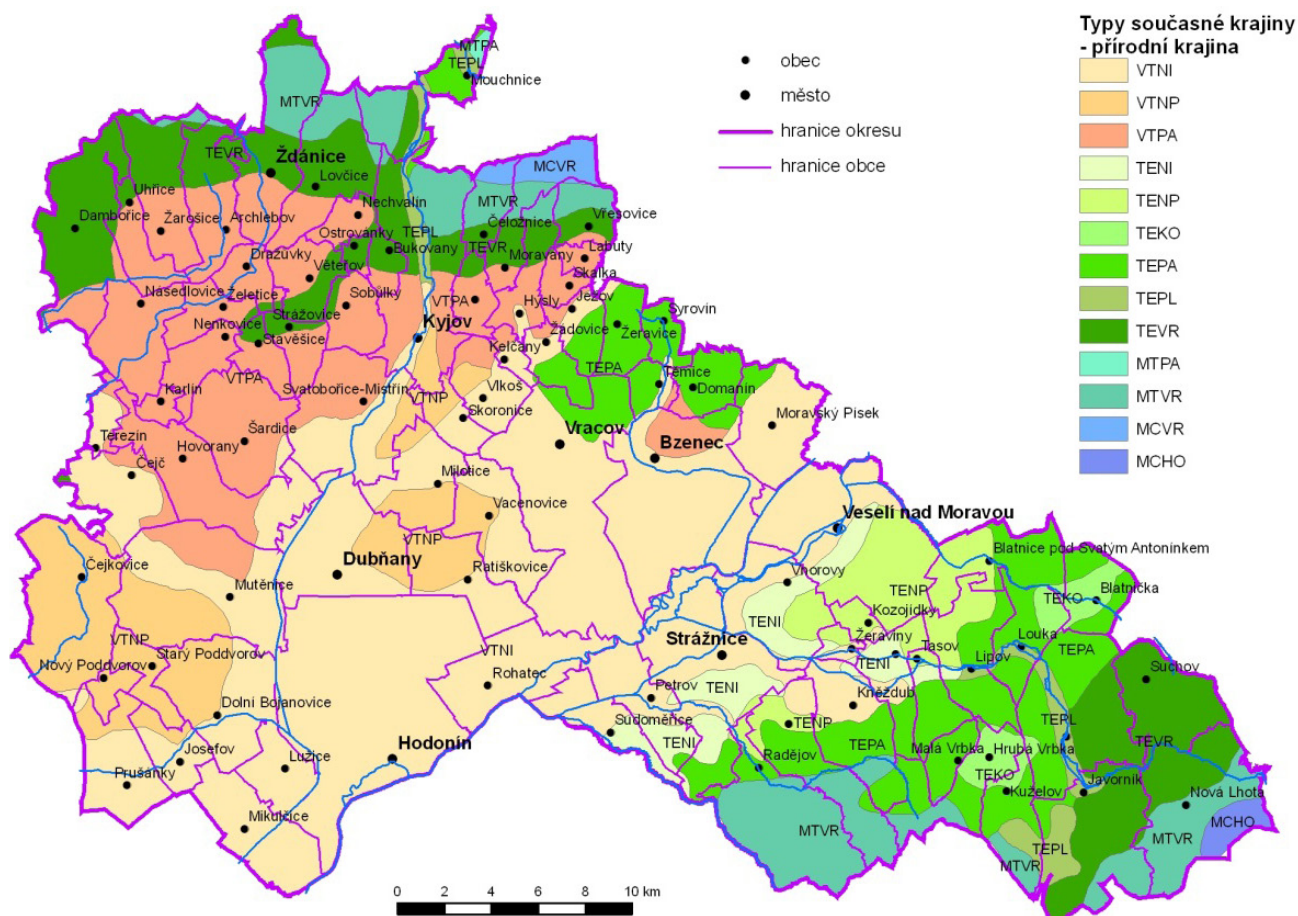 Typy současné krajiny
- přírodní krajina
VTNI
VTNP
VTPA
TENI
TENP
TEKO
TEPA
TEPL
TEVR
MTPA
MTVR
MCVR
MCHO
obec
město
hranice okresu
hranice obce
MTPA
TEPL
Mouchnice
MTVR
TEVR
Ždánice
Lovčice
MCVR
MTVR
Uhřice
Dambořice
Žarošice
Archlebov
Nechvalín
Ostrovánky
Bukovany
TEPL
Čeložnice
TEVR
Vřesovice
Moravany
Labuty
Skalka
Dražůvky
Věteřov
Násedlovice
Želetice
Sobůlky
Strážovice
Nenkovice
Stavěšice
VTPA
Hýsly
Ježov
Kyjov
Žádovice
Kelčany
Žeravice
Syrovín
TEPA
Těmice
Domanín
VTPA
Karlín
Svatobořice-Mistřín
VTNP
Vlkoš
Skoronice
Moravský Písek
Vracov
Bzenec
Terezín
Hovorany
Šardice
Čejč
Milotice
Vacenovice
VTNP
Dubňany
Ratíškovice
Veselí nad Moravou
Blatnice pod Svatým Antonínkem
Blatnička
TEKO
Čejkovice
Mutěnice
Vnorovy
TENP
Kozojídky
TENI
Žeraviny
Tasov
TENI
Louka
Lipov
TEPA
Suchov
VTNP
Starý Poddvorov
Nový Poddvorov
Strážnice
VTNI
Rohatec
Petrov
TENI
Kněždub
TENP
Dolní Bojanovice
Sudoměřice
TENI
TEPA
Malá Vrbka
Hrubá Vrbka
TEPL
TEVR
Hodonín
Josefov
Lužice
Prušánky
Radějov
TEKO
Kuželov
Javorník
Nová Lhota
Mikulčice
MTVR
TEPL
MTVR
MTVR
MCHO
0 2 4 6 8 10 km